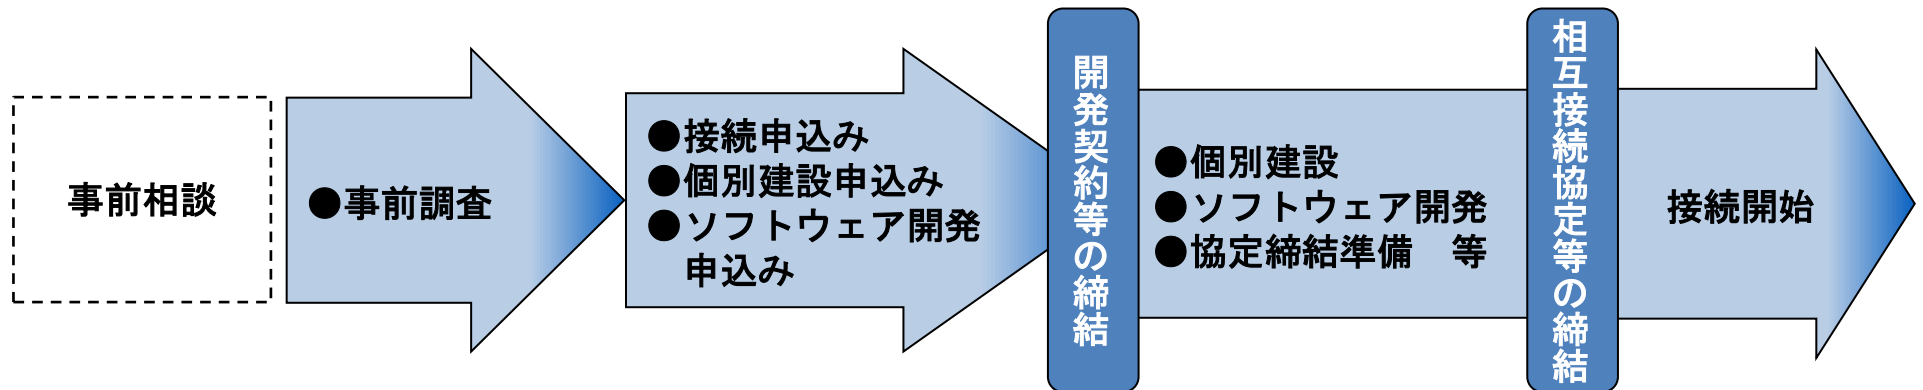 事前相談
●事前調査
●接続申込み
●個別建設申込み
●ソフトウェア開発
申込み
開発契約等の締結
●個別建設
●ソフトウェア開発
●協定締結準備　等
相互接続協定等の締結
接続開始